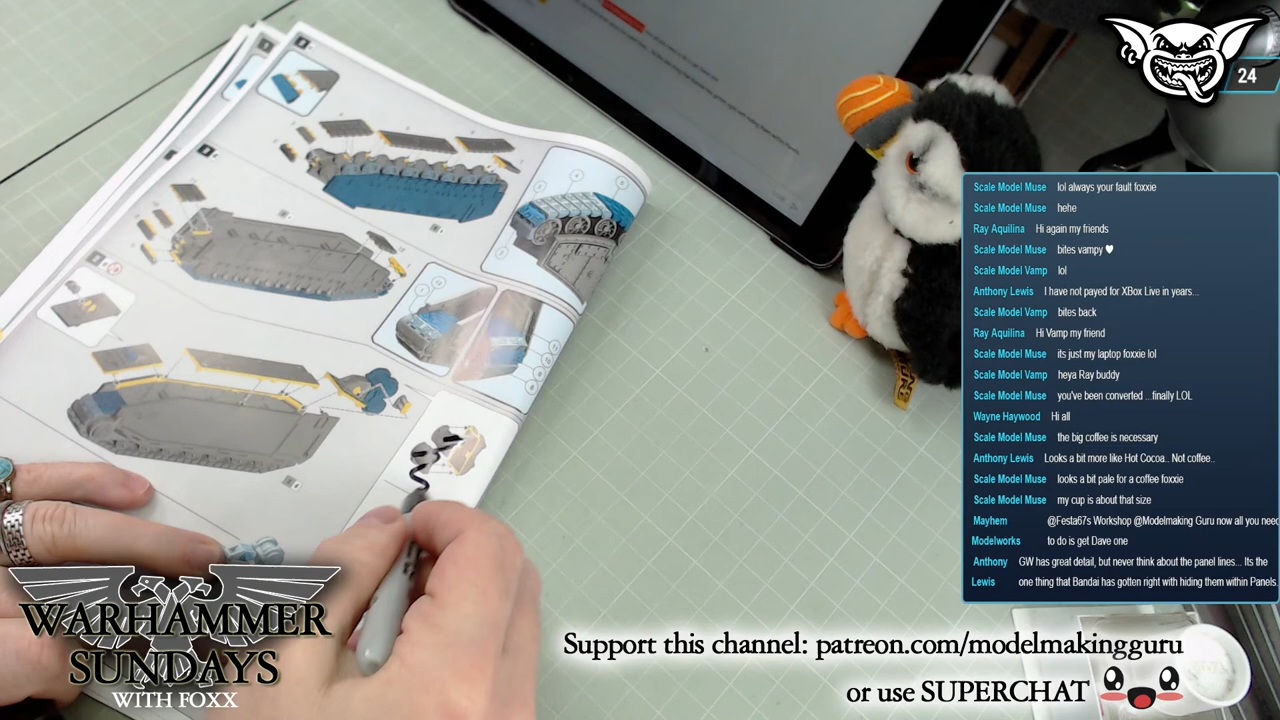 24
Scale Model Muse lol always your fault foxxie
Scale Model Muse hehe
Ray Aquilina Hi again my friends
Scale Model Muse bites vampy ♥
Scale Model Vamp lol
Anthony Lewis I have not payed for XBox Live in years...
Scale Model Vamp bites back
Ray Aquilina Hi Vamp my friend
Scale Model Muse its just my laptop foxxie lol
Scale Model Vamp heya Ray buddy
Scale Model Muse you've been converted ...finally LOL
Wayne Haywood Hi all
Scale Model Muse the big coffee is necessary
Anthony Lewis Looks a bit more like Hot Cocoa.. Not coffee..
Scale Model Muse looks a bit pale for a coffee foxxie
Scale Model Muse my cup is about that size
Mayhem @Festa67's Workshop @Modelmaking Guru now all you need
Modelworks to do is get Dave one
Anthony GW has great detail, but never think about the panel lines... Its the
Lewis one thing that Bandai has gotten right with hiding them within Panels.
WARHAMMER
SUNDAYS
WITH FOXX
Support this channel: patreon.com/modelmakingguru
or use SUPERCHAT